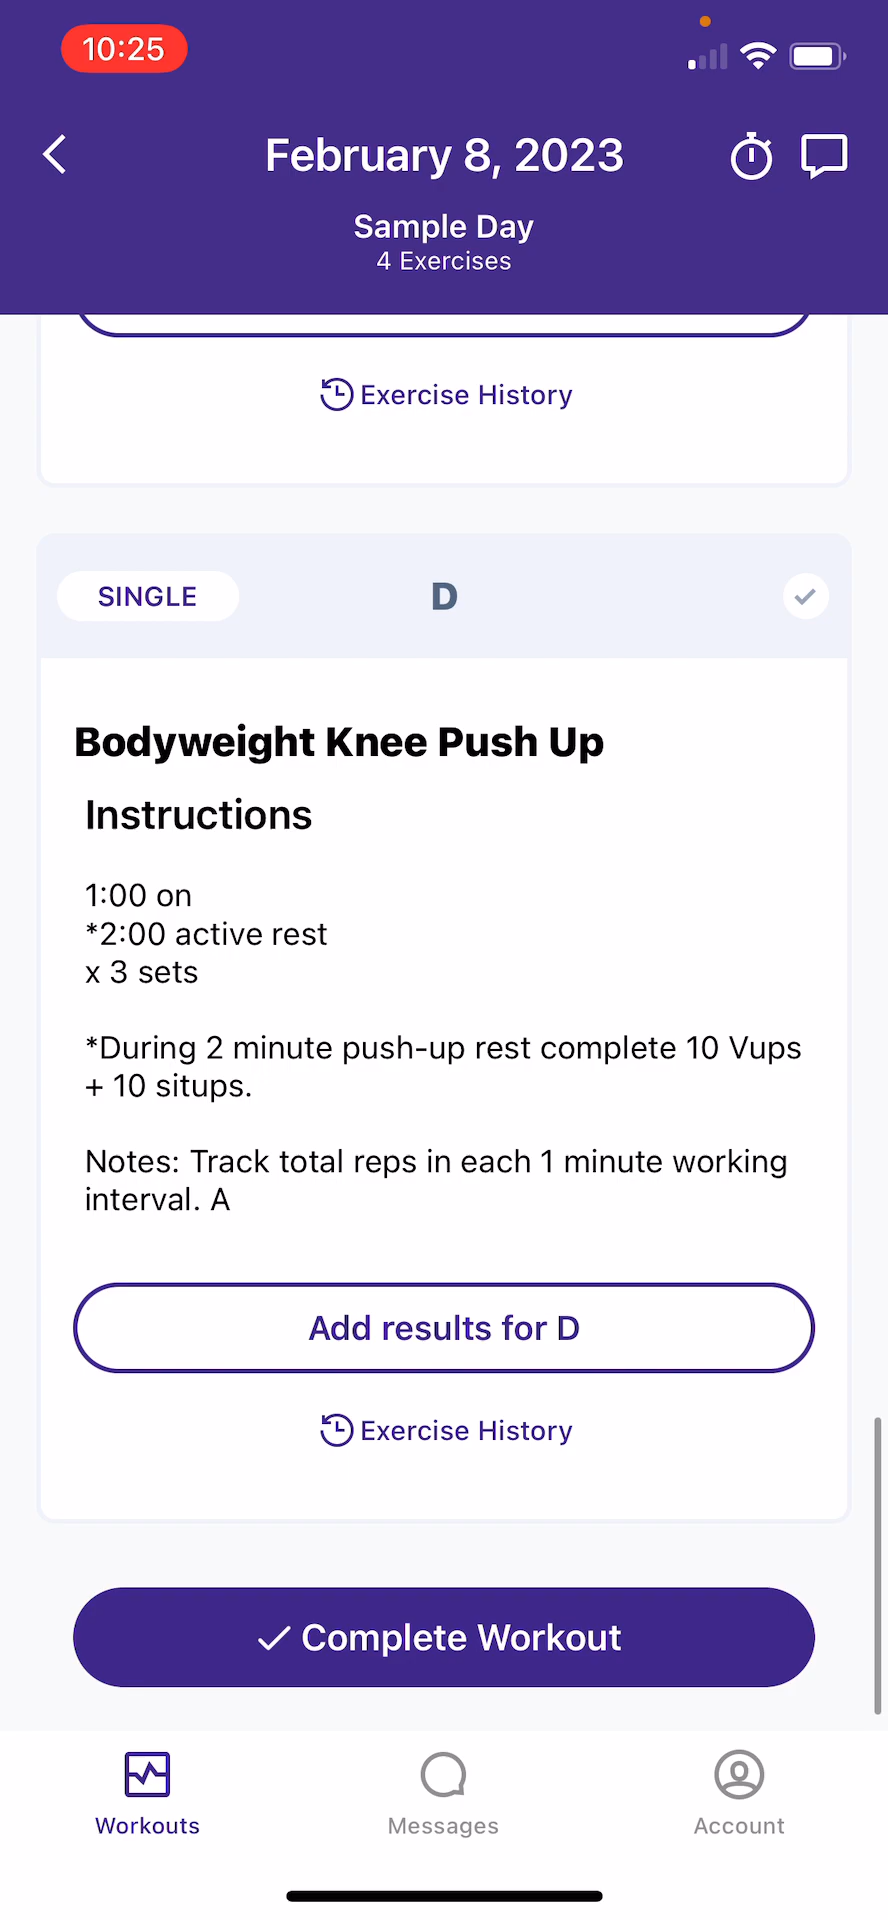 10:25
February 8, 2023
Sample Day
4 Exercises
Exercise History
SINGLE
D
Bodyweight Knee Push Up
Instructions
1:00 on
*2:00 active rest
x 3 sets
*During 2 minute push-up rest complete 10 Vups
+ 10 situps.
Notes: Track total reps in each 1 minute working
interval. A
Add results for D
Exercise History
Complete Workout
Workouts
Messages
Account